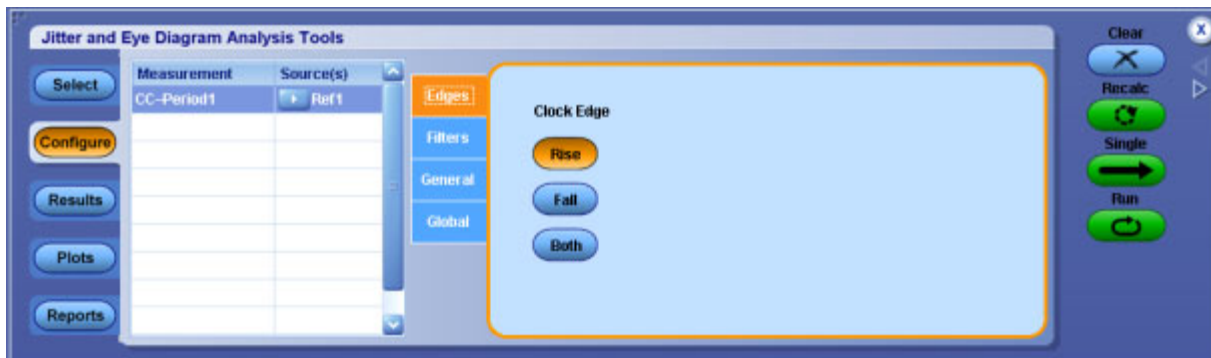 Jitter and Eye Diagram Analysis Tools
Select
Configure
Results
Plots
Reports
Measurement Source(s)
CC-Period1 Ref1
Edges
Filters
General
Global
Clock Edge
Rise
Fall
Both
Clear
X
Recalc
Single
Run